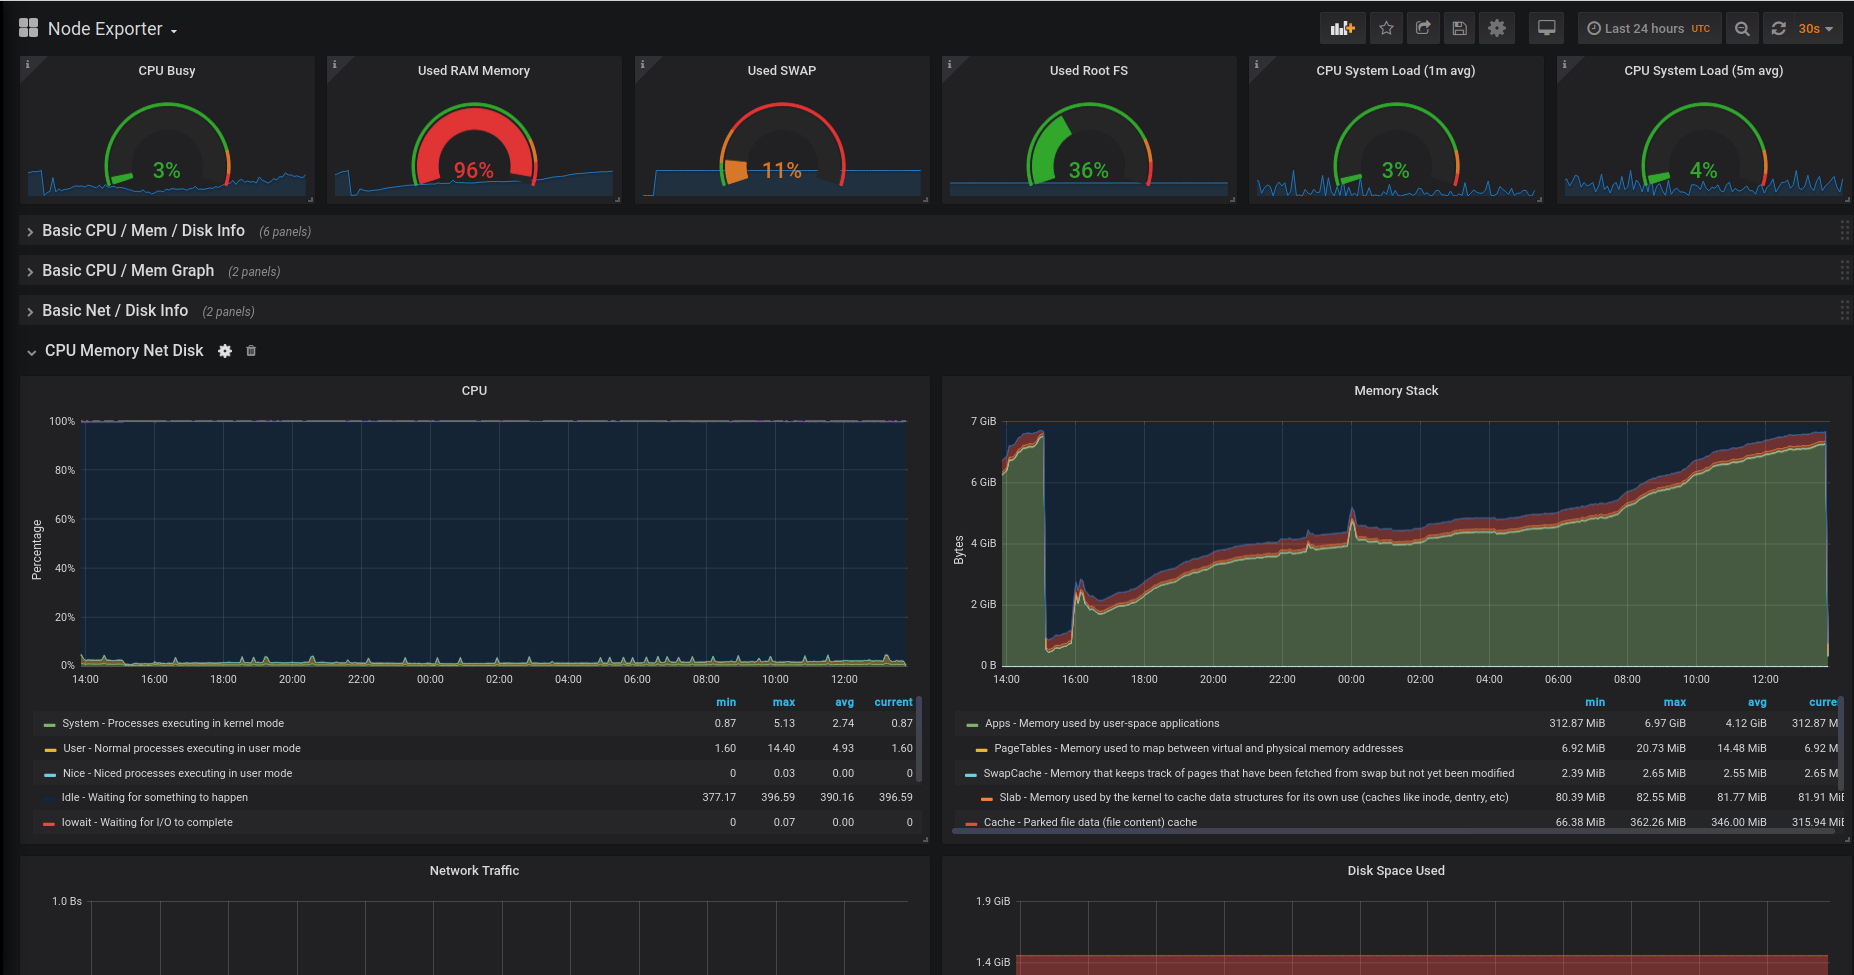 Node Exporter
Last 24 hours UTC 30s
CPU Busy Used RAM Memory Used SWAP Used Root FS CPU System Load (1m avg) CPU System Load (5m avg)
3% 96% 11% 36% 3% 4%
Basic CPU / Mem / Disk Info (6 panels)
Basic CPU / Mem Graph (2 panels)
Basic Net / Disk Info (2 panels)
CPU Memory Net Disk
CPU
Percentage
100%
80%
60%
40%
20%
0%
14:00 16:00 18:00 20:00 22:00 00:00 02:00 04:00 06:00 08:00 10:00 12:00
min max avg current
System - Processes executing in kernel mode 0.87 5.13 2.74 0.87
User - Normal processes executing in user mode 1.60 14.40 4.93 1.60
Nice - Niced processes executing in user mode 0 0.03 0.00 0
Idle - Waiting for something to happen 377.17 396.59 390.16 396.59
Iowait - Waiting for I/O to complete 0 0.07 0.00 0
Memory Stack
Bytes
7 GiB
6 GiB
4 GiB
2 GiB
0 B
14:00 16:00 18:00 20:00 22:00 00:00 02:00 04:00 06:00 08:00 10:00 12:00
min max avg curre
Apps - Memory used by user-space applications 312.87 MiB 6.97 GiB 4.12 GiB 312.87 M
PageTables - Memory used to map between virtual and physical memory addresses 6.92 MiB 20.73 MiB 14.48 MiB 6.92 M
SwapCache - Memory that keeps track of pages that have been fetched from swap but not yet been modified 2.39 MiB 2.65 MiB 2.55 MiB 2.65 M
Slab - Memory used by the kernel to cache data structures for its own use (caches like inode, dentry, etc) 80.39 MiB 82.55 MiB 81.77 MiB 81.91 MiE
Cache - Parked file data (file content) cache 66.38 MiB 362.26 MiB 346.00 MiB 315.94 MiE
Network Traffic
1.0 Bs
Disk Space Used
1.9 GiB
1.4 GiB